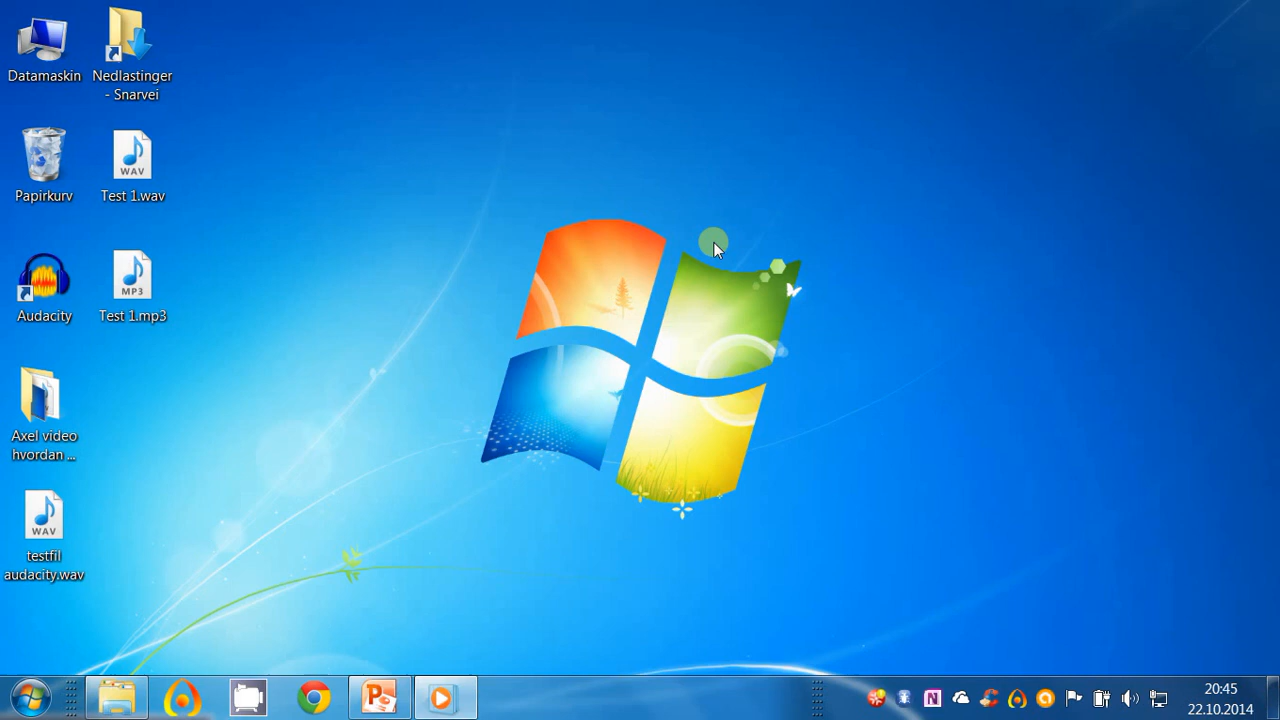 Datamaskin
Nedlastinger
- Snarvei
Papirkurv
WAV
Test 1.wav
Audacity
MP3
Test 1.mp3
Axel video
hvordan ...
WAV
testfil
audacity.wav
P
N
20:45
22.10.2014